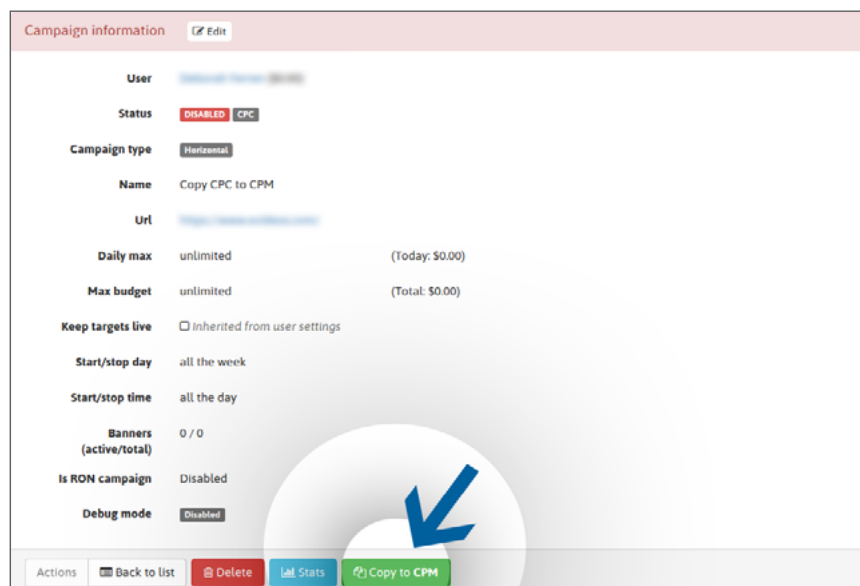 Campaign information Edit
User
Status DISABLED CPC
Campaign type Horizontal
Name Copy CPC to CPM
Url
Daily max unlimited (Today: $0.00)
Max budget unlimited (Total: $0.00)
Keep targets live Inherited from user settings
Start/stop day all the week
Start/stop time all the day
Banners 0 / 0
(active/total)
Is RON campaign Disabled
Debug mode Disabled
Actions Back to list Delete Stats Copy to CPM